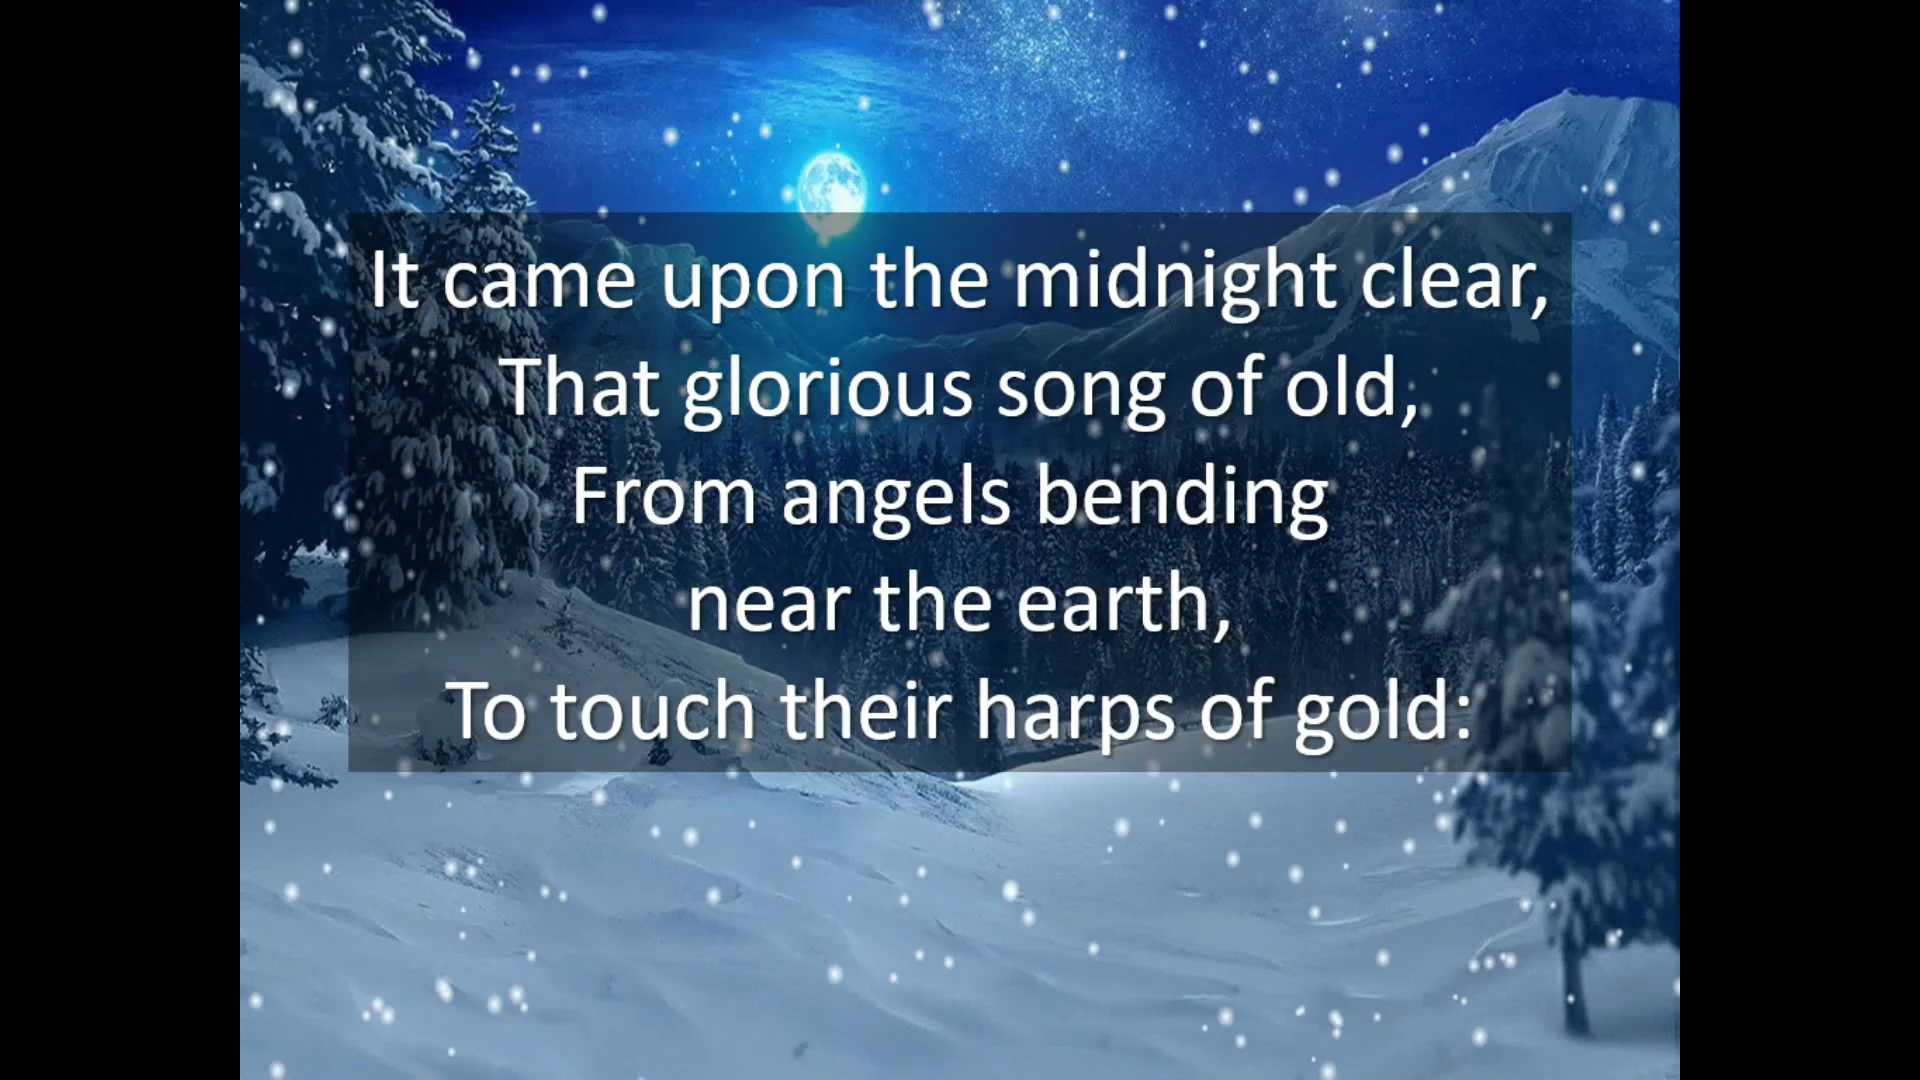 It came upon the midnight clear,
That glorious song of old,
From angels bending
near the earth,
To touch their harps of gold: